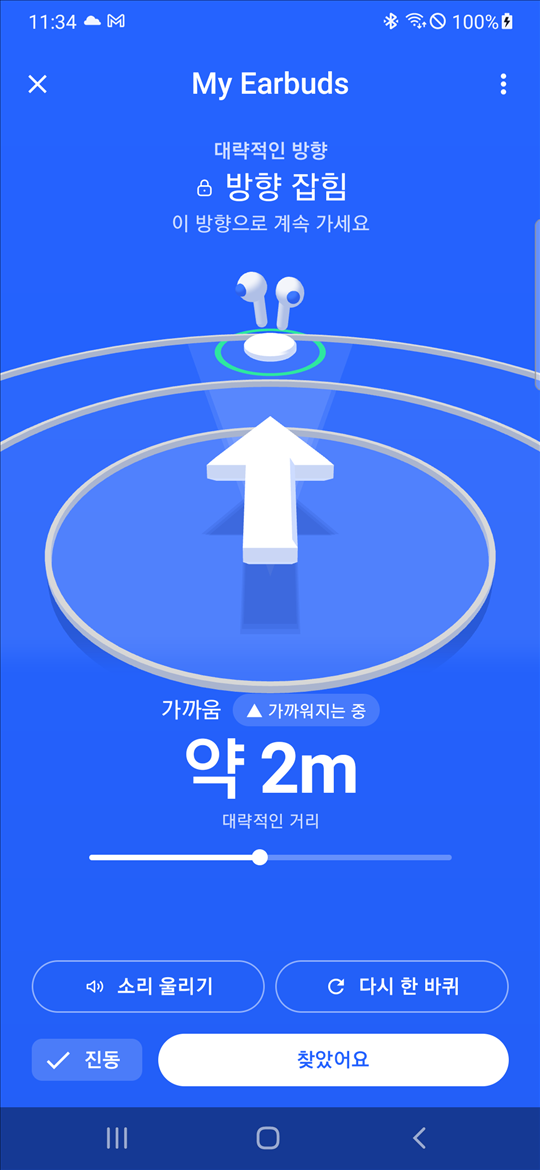 11:34
100%
My Earbuds
대략적인 방향
방향 잡힘
이 방향으로 계속 가세요
가까움
가까워지는 중
약 2m
대략적인 거리
소리 울리기
다시 한 바퀴
진동
찾았어요